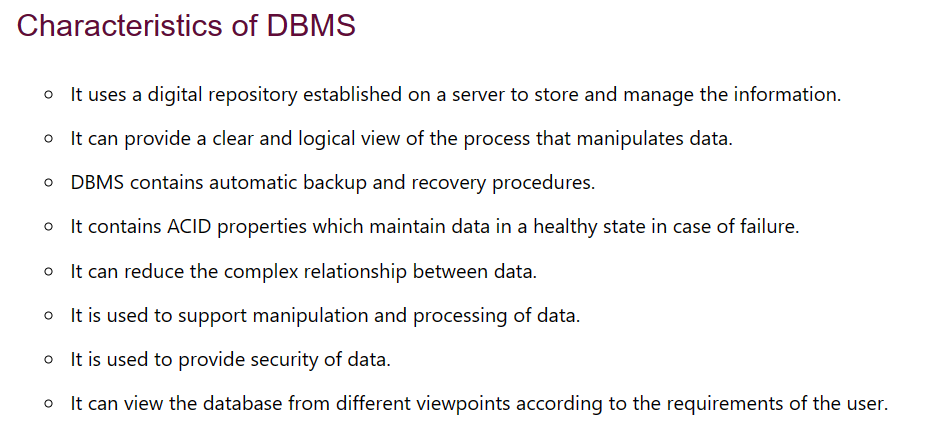 Characteristics of DBMS
It uses a digital repository established on a server to store and manage the information.
It can provide a clear and logical view of the process that manipulates data.
DBMS contains automatic backup and recovery procedures.
It contains ACID properties which maintain data in a healthy state in case of failure.
It can reduce the complex relationship between data.
It is used to support manipulation and processing of data.
It is used to provide security of data.
It can view the database from different viewpoints according to the requirements of the user.